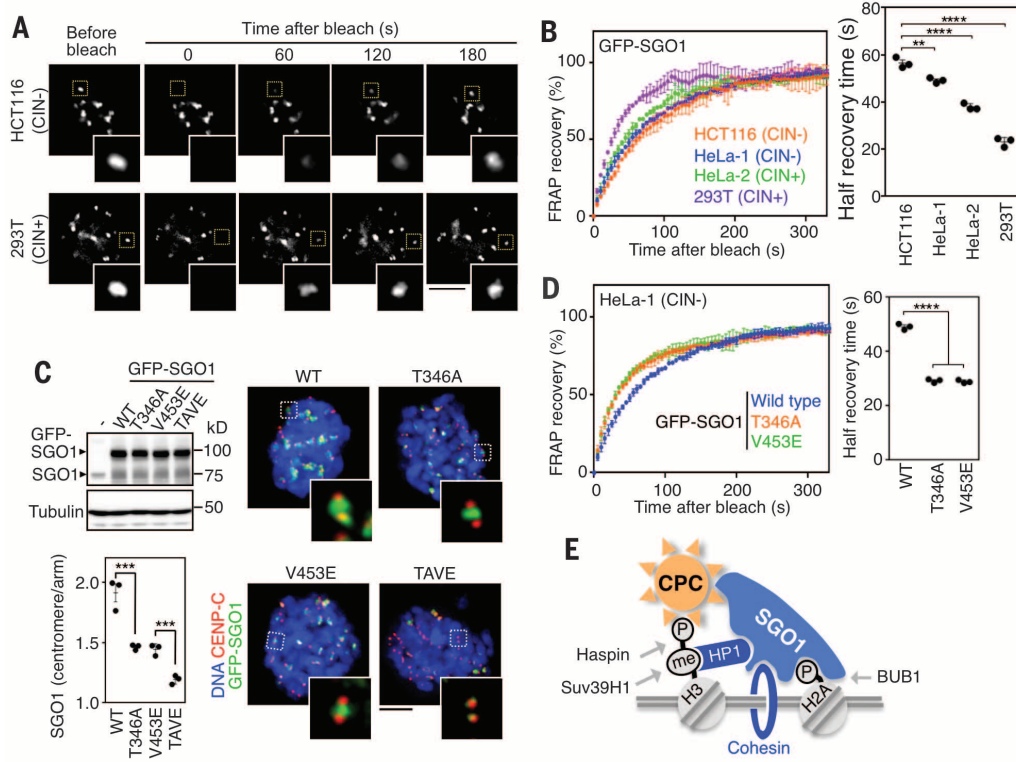 A
Before
bleach
Time after bleach (s)
0
60
120
180
HCT116
(CIN-)
293T
(CIN+)
B
GFP-SGO1
FRAP recovery (%)
100
50
0
HCT116 (CIN-)
HeLa-1 (CIN-)
HeLa-2 (CIN+)
293T (CIN+)
0
100
200
300
Time after bleach (s)
Half recovery time (s)
80
60
40
20
0
****
****
**
HCT116
HeLa-1
HeLa-2
293T
C
GFP-SGO1
-
WT
T346A
V453E
TAVE
kD
GFP-
SGO1
100
SGO1
75
Tubulin
50
SGO1 (centromere/arm)
2.0
1.5
1.0
***
***
WT
T346A
V453E
TAVE
WT
T346A
V453E
TAVE
DNA CENP-C
GFP-SGO1
D
HeLa-1 (CIN-)
FRAP recovery (%)
100
50
0
GFP-SGO1
Wild type
T346A
V453E
0
100
200
300
Time after bleach (s)
Half recovery time (s)
60
40
20
0
****
WT
T346A
V453E
E
CPC
SGO1
P
Haspin
me
HP1
Suv39H1
P
BUB1
H3
H2A
Cohesin